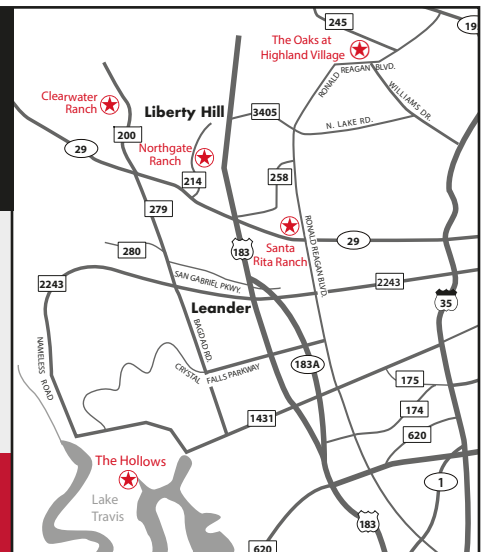 245
19
The Oaks at
Highland Village
RONALD REAGAN BLVD.
WILLIAMS DR.
Clearwater
Ranch
Liberty Hill
3405
N. LAKE RD.
200
29
Northgate
Ranch
214
258
279
RONALD REAGAN BLVD.
280
183
Santa
Rita Ranch
29
2243
SAN GABRIEL PKWY.
2243
35
Leander
NAMELESS ROAD
BAGDAD RD.
CRYSTAL FALLS PARKWAY
183A
175
1431
174
620
The Hollows
1
Lake
Travis
183
620